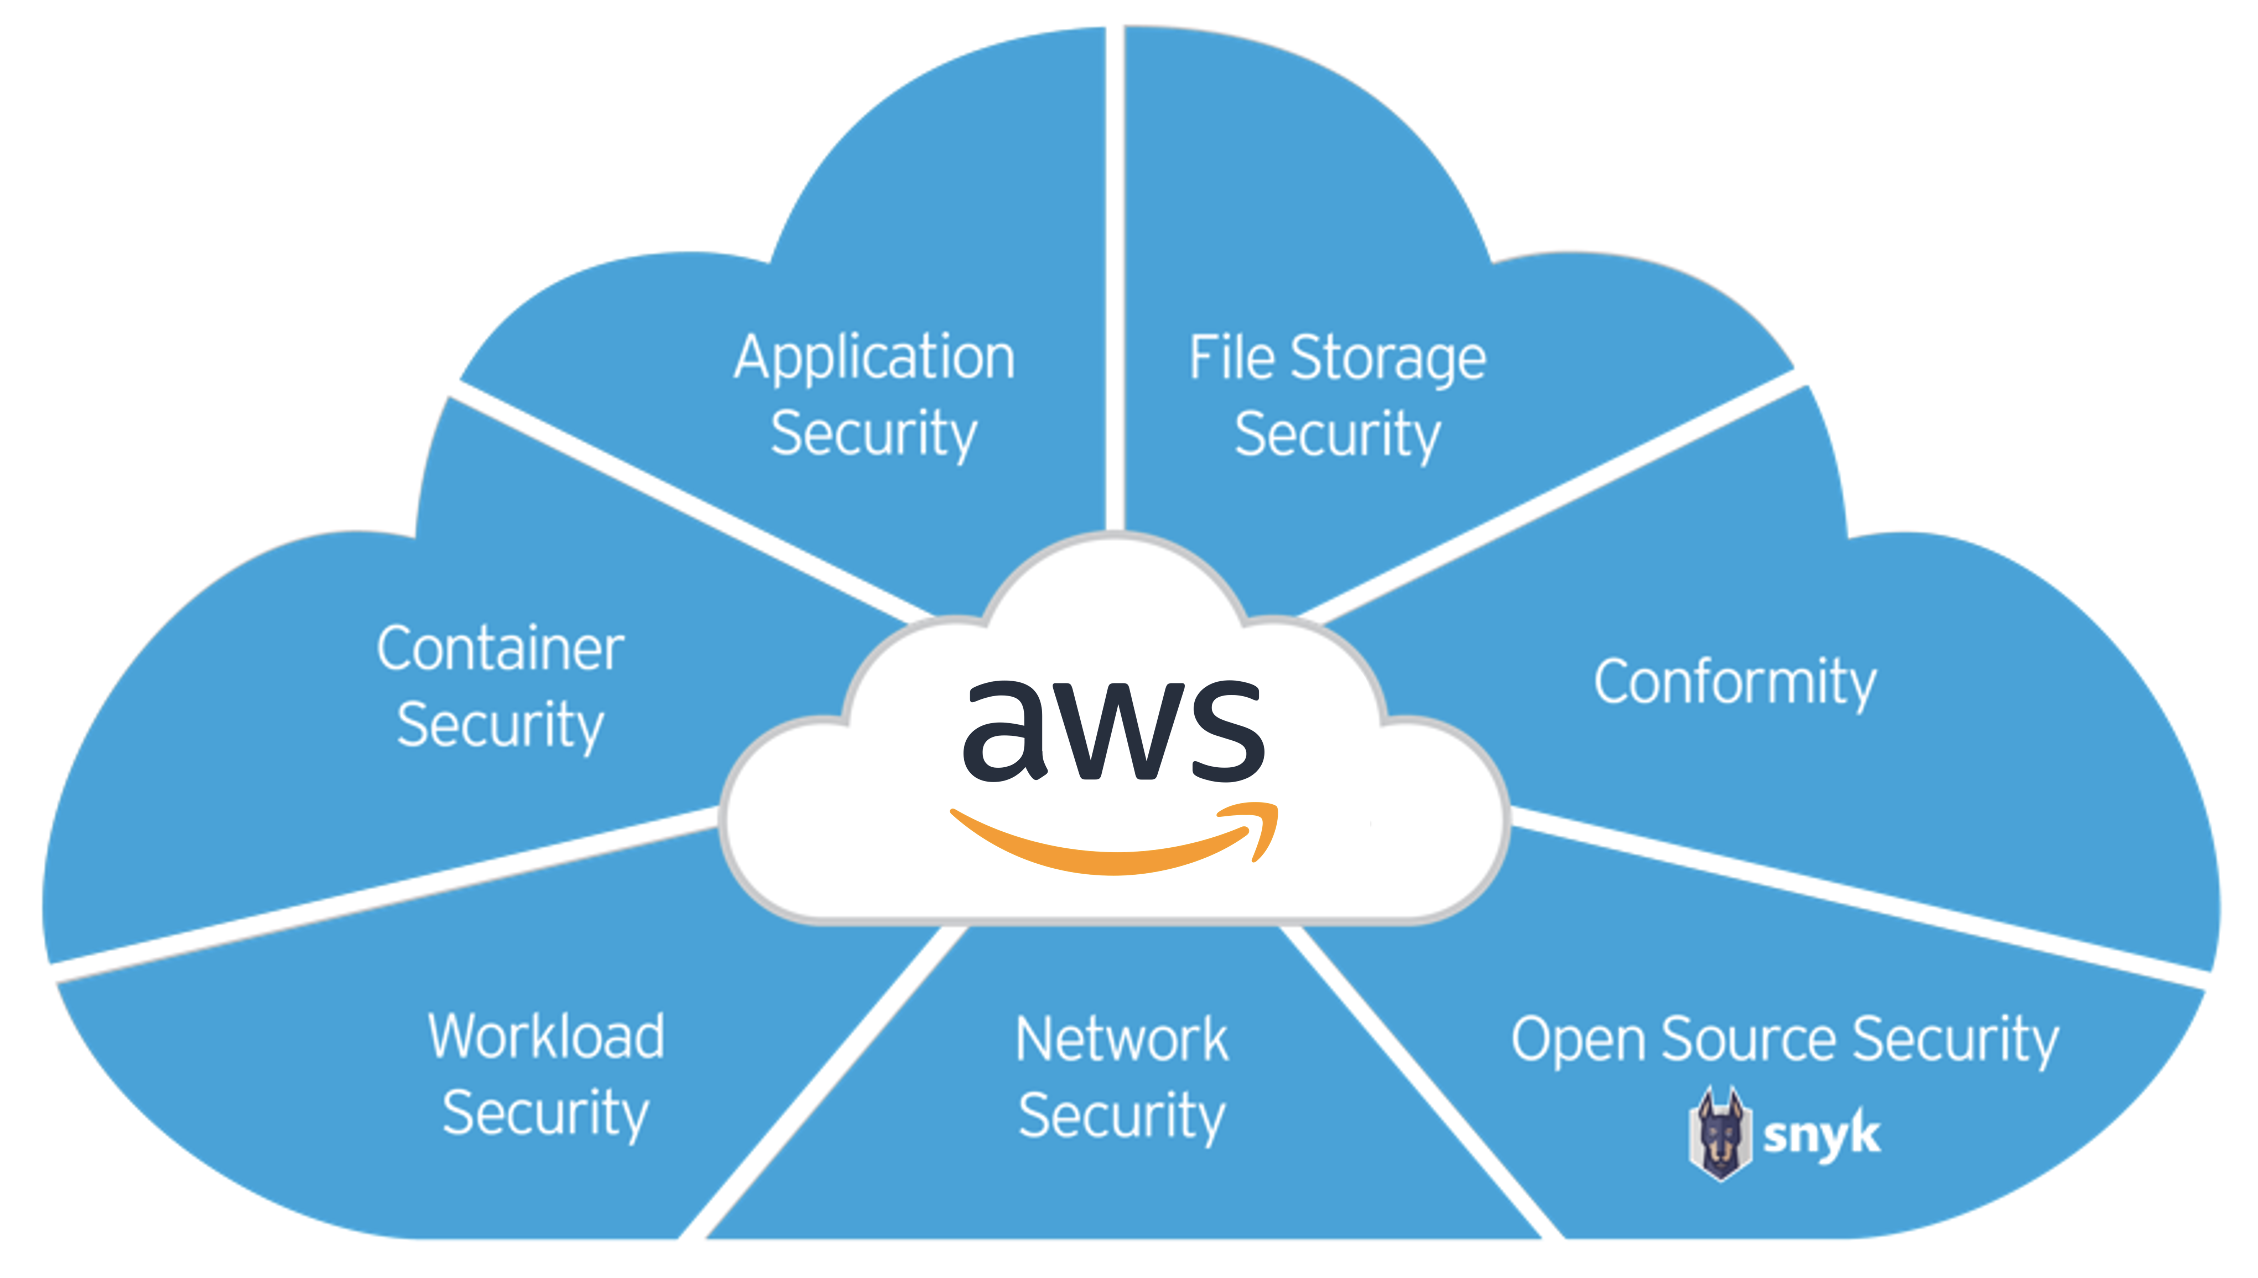 Application
Security
File Storage
Security
Container
Security
aws
Conformity
Workload
Security
Network
Security
Open Source Security
snyk